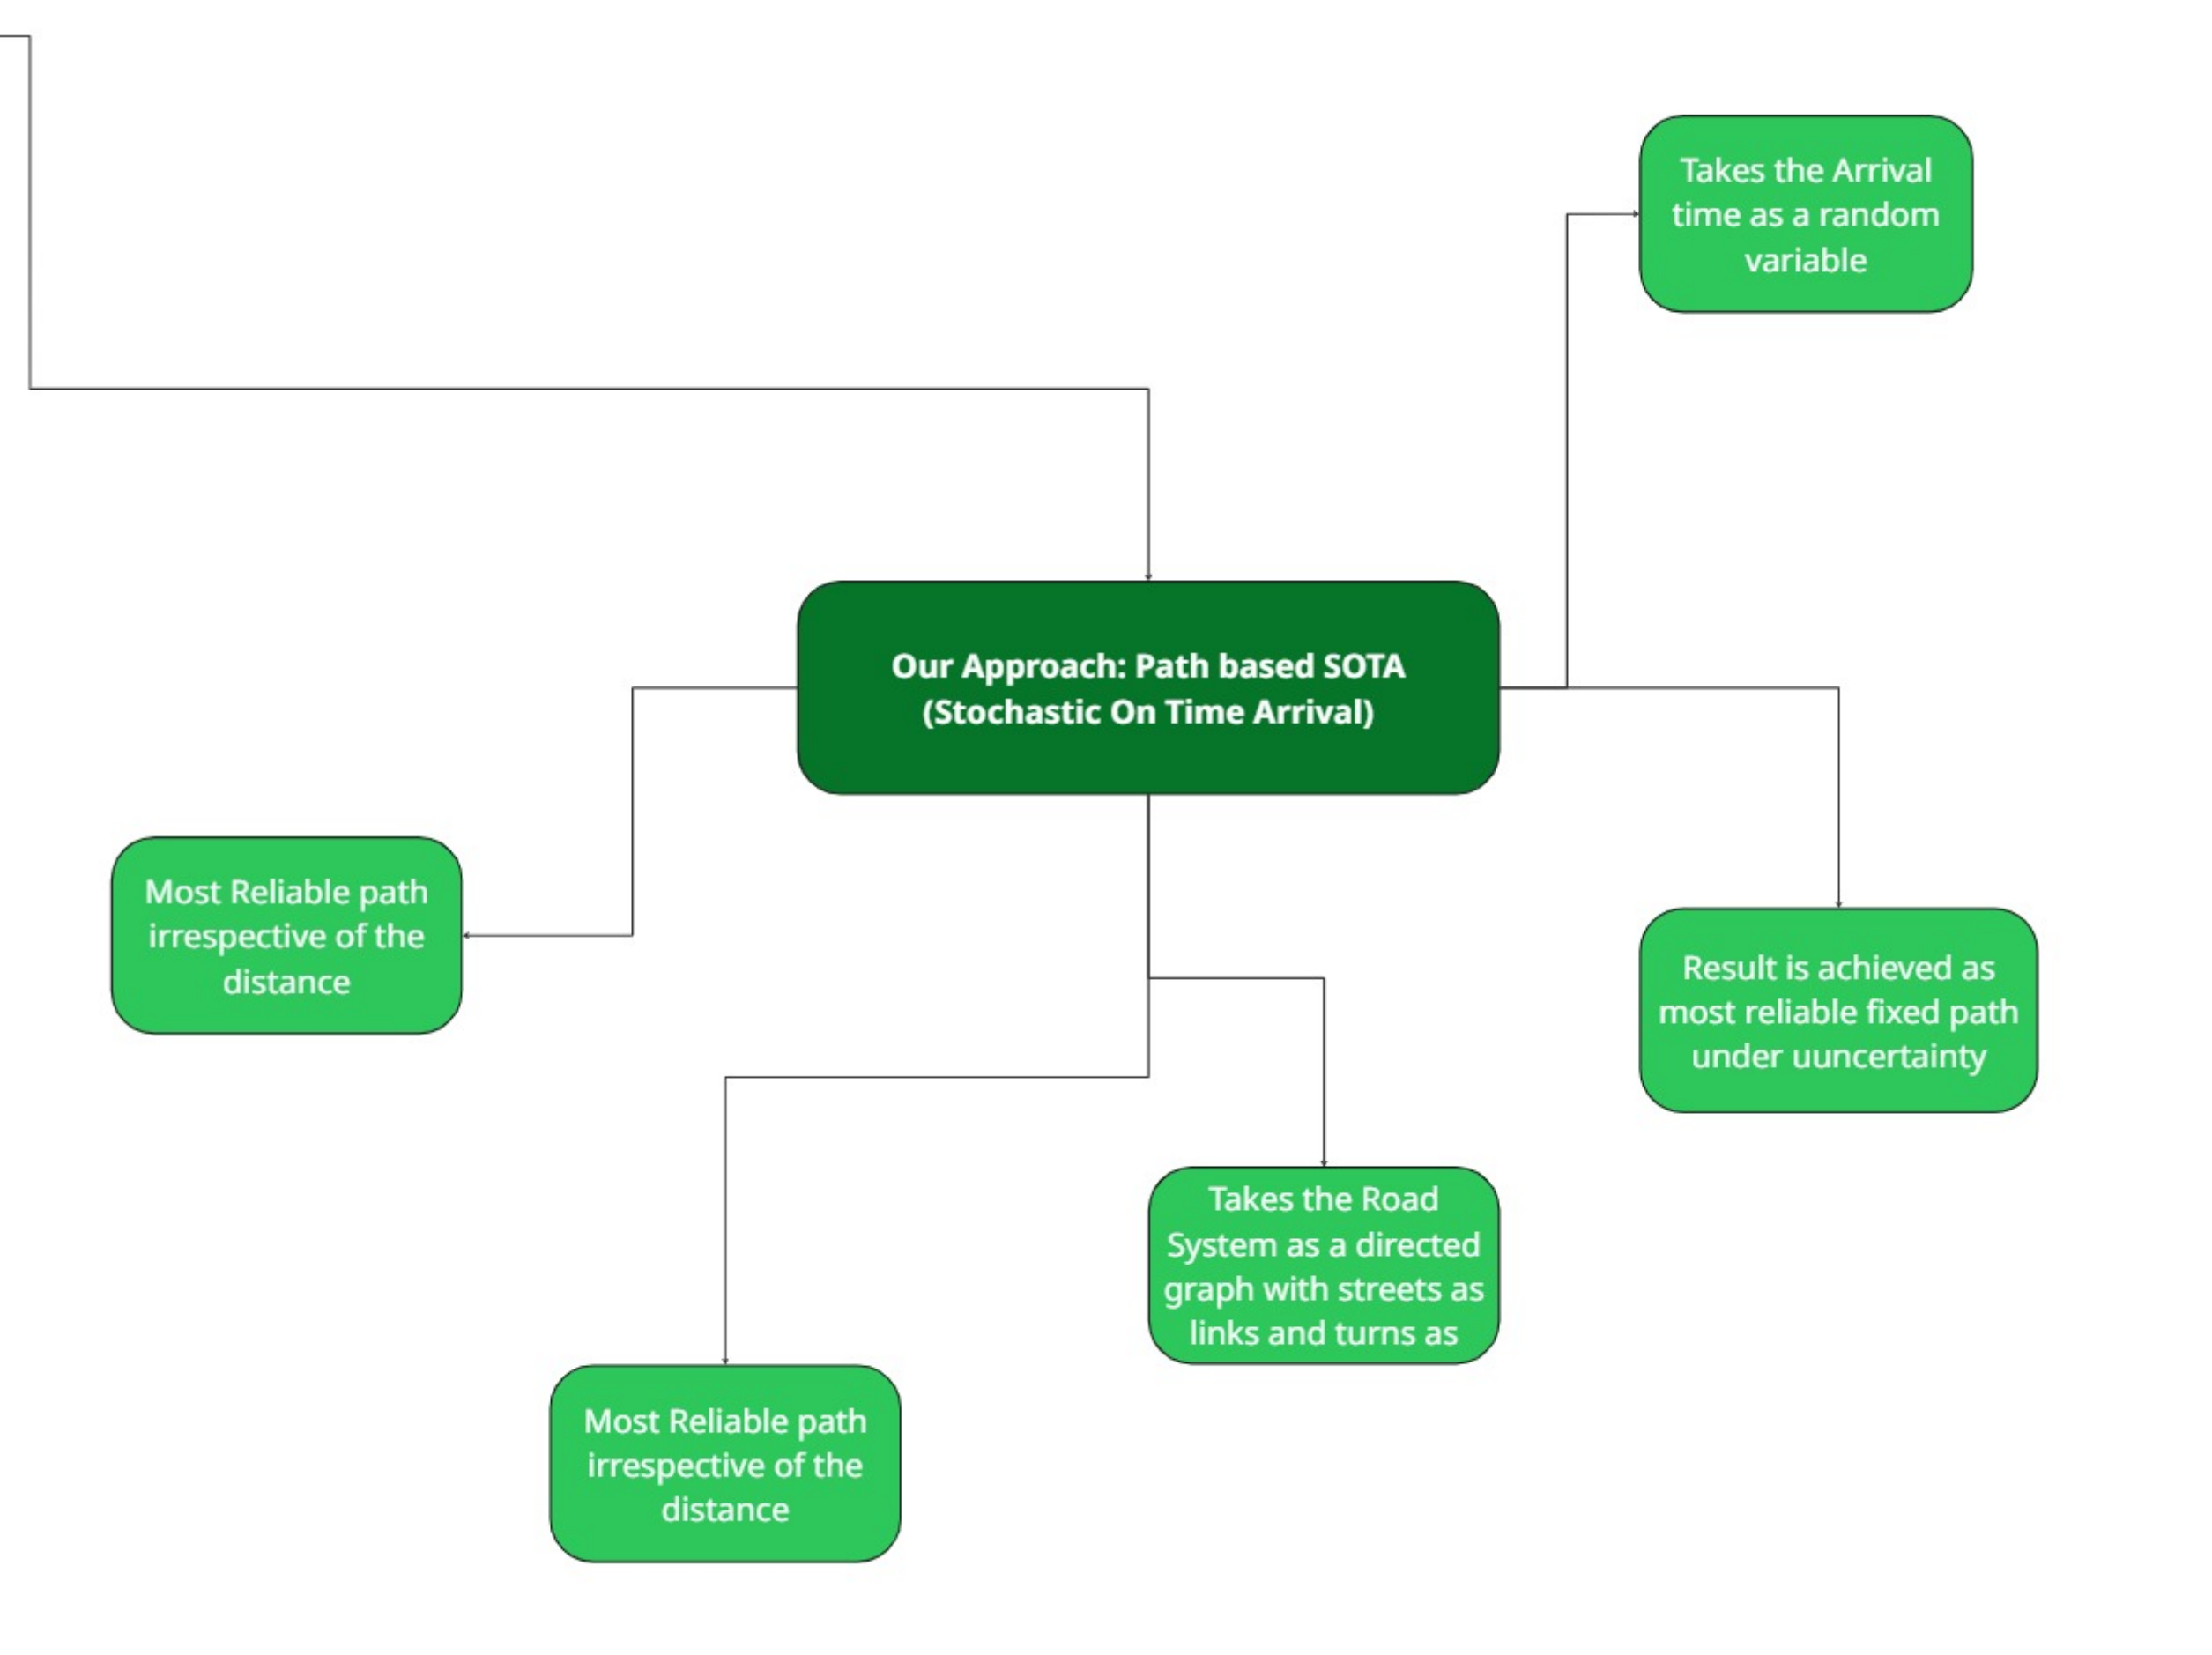 Takes the Arrival
time as a random
variable
Our Approach: Path based SOTA
(Stochastic On Time Arrival)
Most Reliable path
irrespective of the
distance
Result is achieved as
most reliable fixed path
under uuncertainty
Takes the Road
System as a directed
graph with streets as
links and turns as
Most Reliable path
irrespective of the
distance